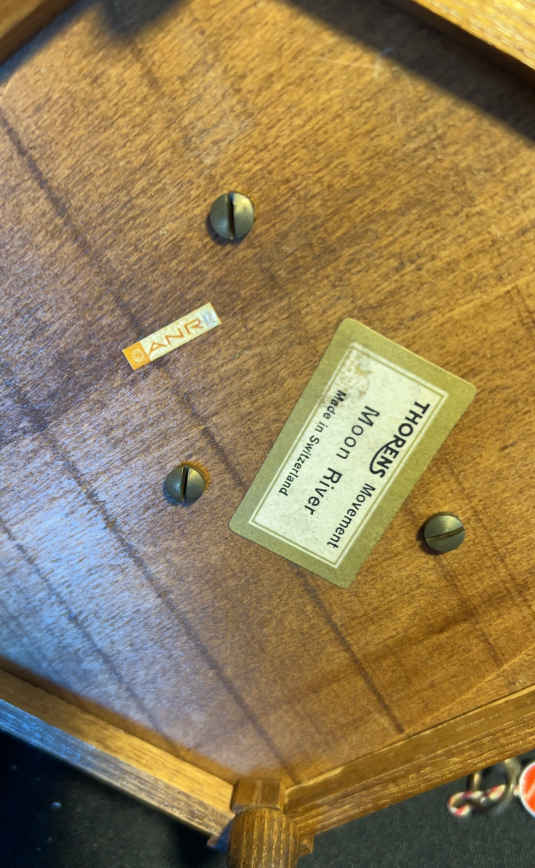 THORENS Movement
Moon River
Made in Switzerland
ANRI